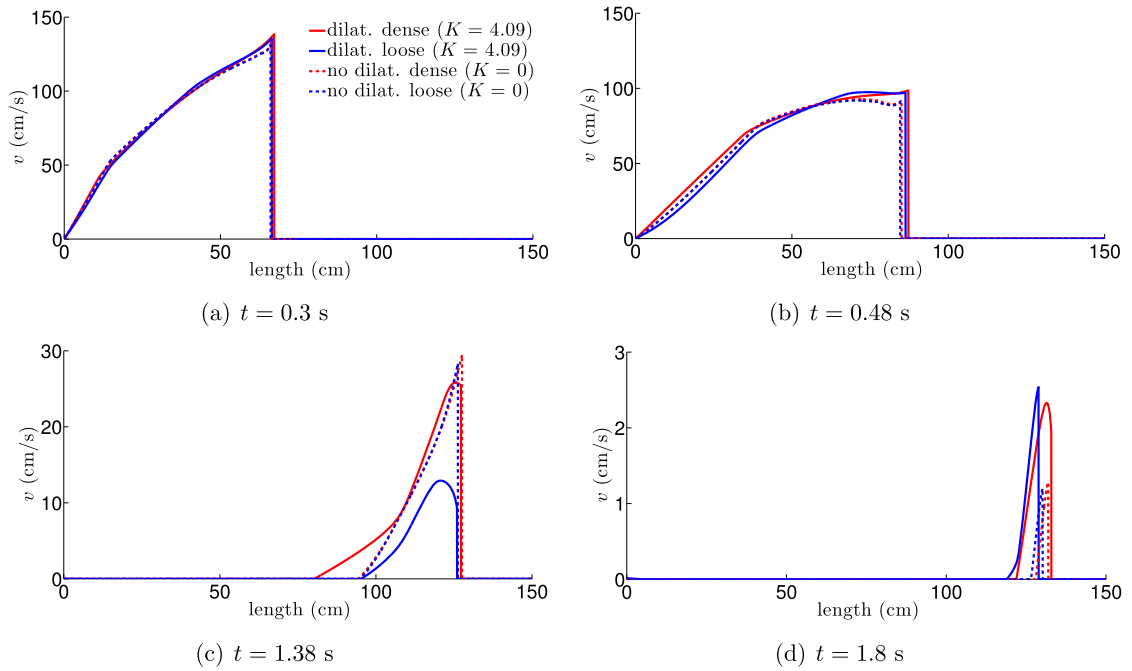 150
100
50
0
v (cm/s)
0 50 100 150
length (cm)
dilat. dense (K = 4.09)
dilat. loose (K = 4.09)
no dilat. dense (K = 0)
no dilat. loose (K = 0)
(a) t = 0.3 s
150
100
50
0
v (cm/s)
0 50 100 150
length (cm)
(b) t = 0.48 s
30
20
10
0
v (cm/s)
0 50 100 150
length (cm)
(c) t = 1.38 s
3
2
1
0
v (cm/s)
0 50 100 150
length (cm)
(d) t = 1.8 s